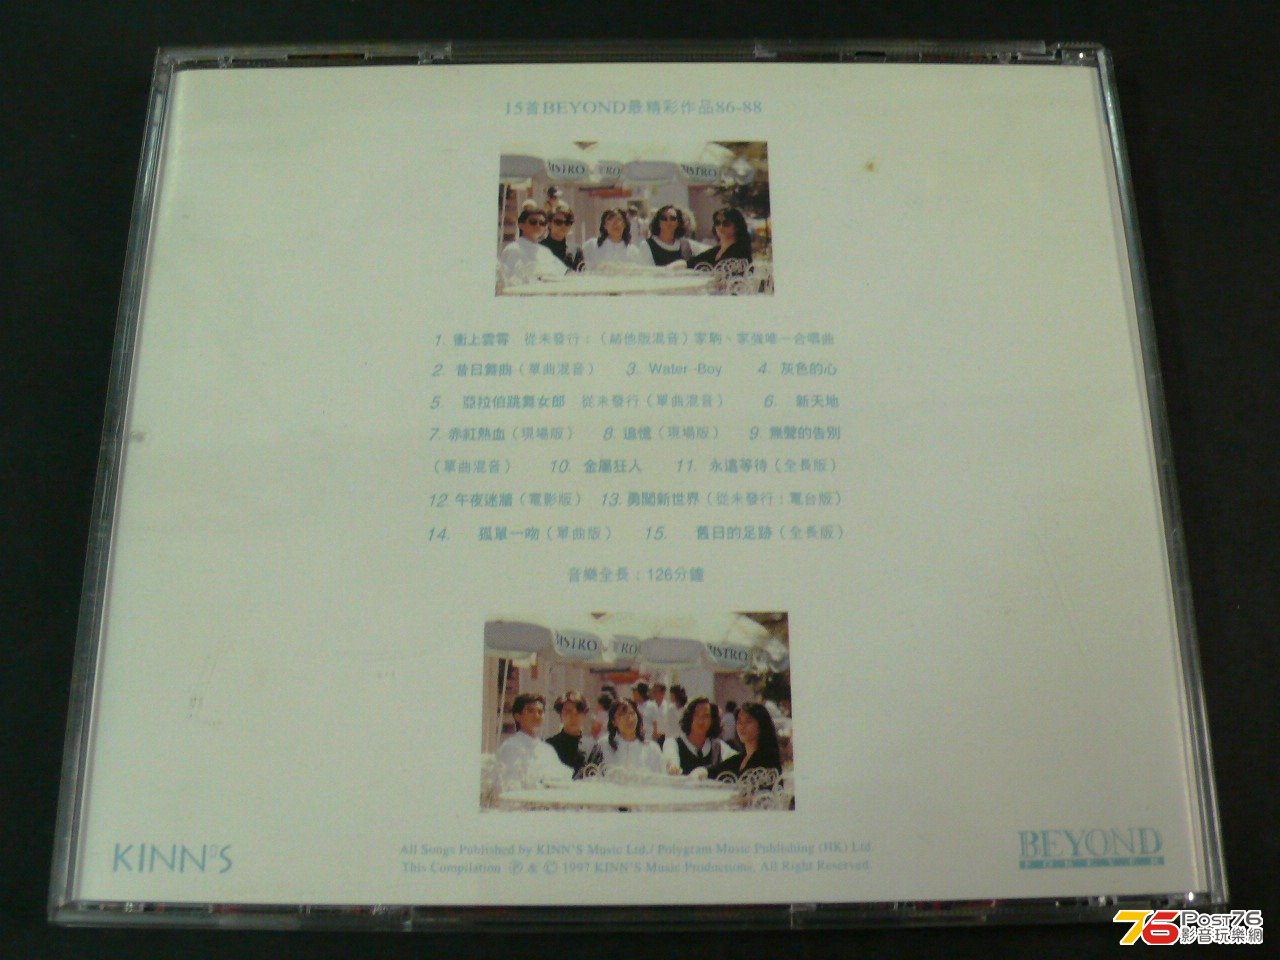 15首BEYOND最精彩作品86-88
BISTRO
BISTRO
1. 衝上雲霄 從未發行：（結他版混音）家駒、家強唯一合唱曲
2. 昔日舞曲（單曲混音） 3. Water -Boy 4. 灰色的心
5. 亞拉伯跳舞女郎 從未發行（單曲混音） 6. 新天地
7. 赤紅熱血（現場版） 8. 追憶（現場版） 9. 無聲的告別
（單曲混音） 10. 金屬狂人 11. 永遠等待（全長版）
12. 午夜迷牆（電影版） 13. 勇闖新世界（從未發行：電台版）
14. 孤單一吻（單曲版） 15. 舊日的足跡（全長版）
音樂全長：126分鐘
BISTRO
BISTRO
KINN'S
All Songs Published by KINN'S Music Ltd./ Polygram Music Publishing (HK) Ltd
This Compilation Ⓟ & © 1997 KINN'S Music Productions. All Right Reserved.
BEYOND
76 Post76
影音玩樂網